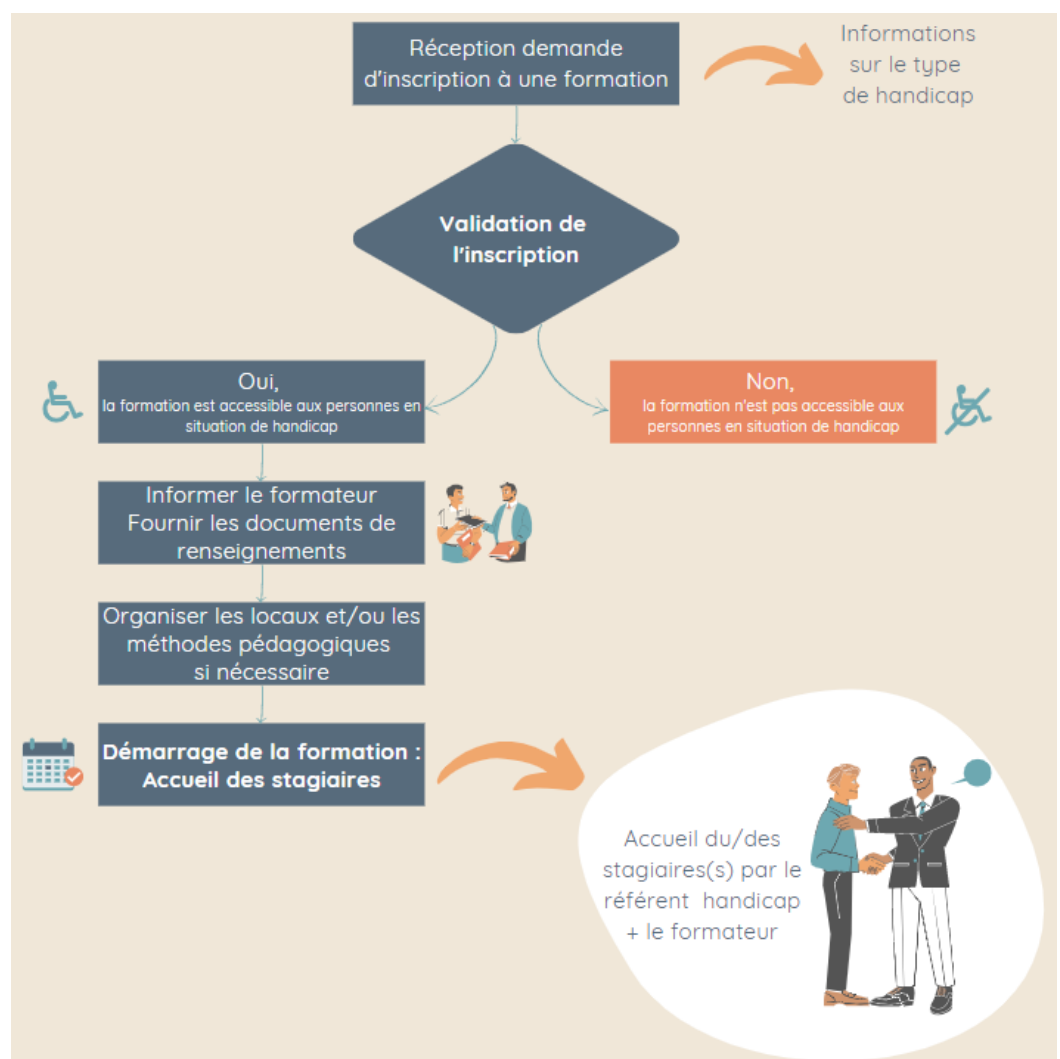 Réception demande
d'inscription à une formation
Informations
sur le type
de handicap
Validation de
l'inscription
Oui,
la formation est accessible aux personnes en
situation de handicap
Non,
la formation n'est pas accessible aux
personnes en situation de handicap
Informer le formateur
Fournir les documents de
renseignements
Organiser les locaux et/ou les
méthodes pédagogiques
si nécessaire
Démarrage de la formation :
Accueil des stagiaires
Accueil du/des
stagiaires(s) par le
référent handicap
+ le formateur